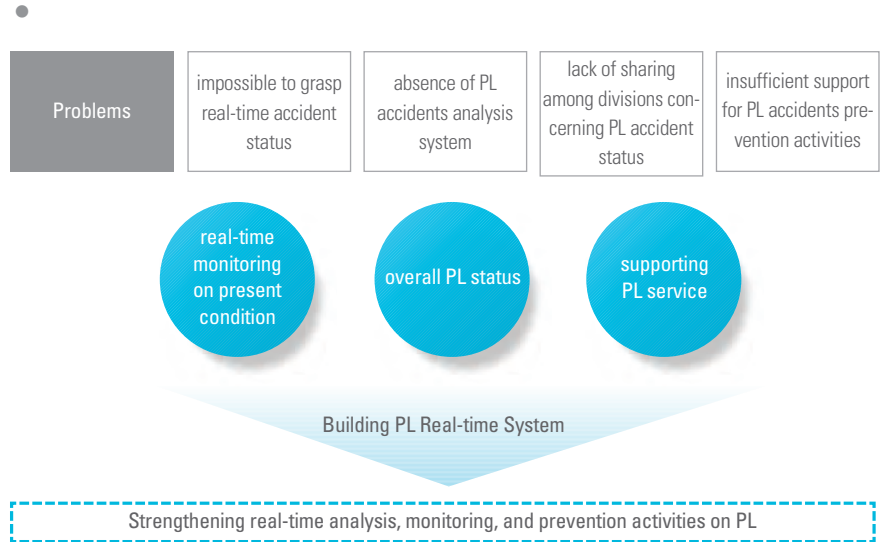 Problems
impossible to grasp
real-time accident
status
absence of PL
accidents analysis
system
lack of sharing
among divisions con-
cerning PL accident
status
insufficient support
for PL accidents pre-
vention activities
real-time
monitoring
on present
condition
overall PL status
supporting
PL service
Building PL Real-time System
Strengthening real-time analysis, monitoring, and prevention activities on PL